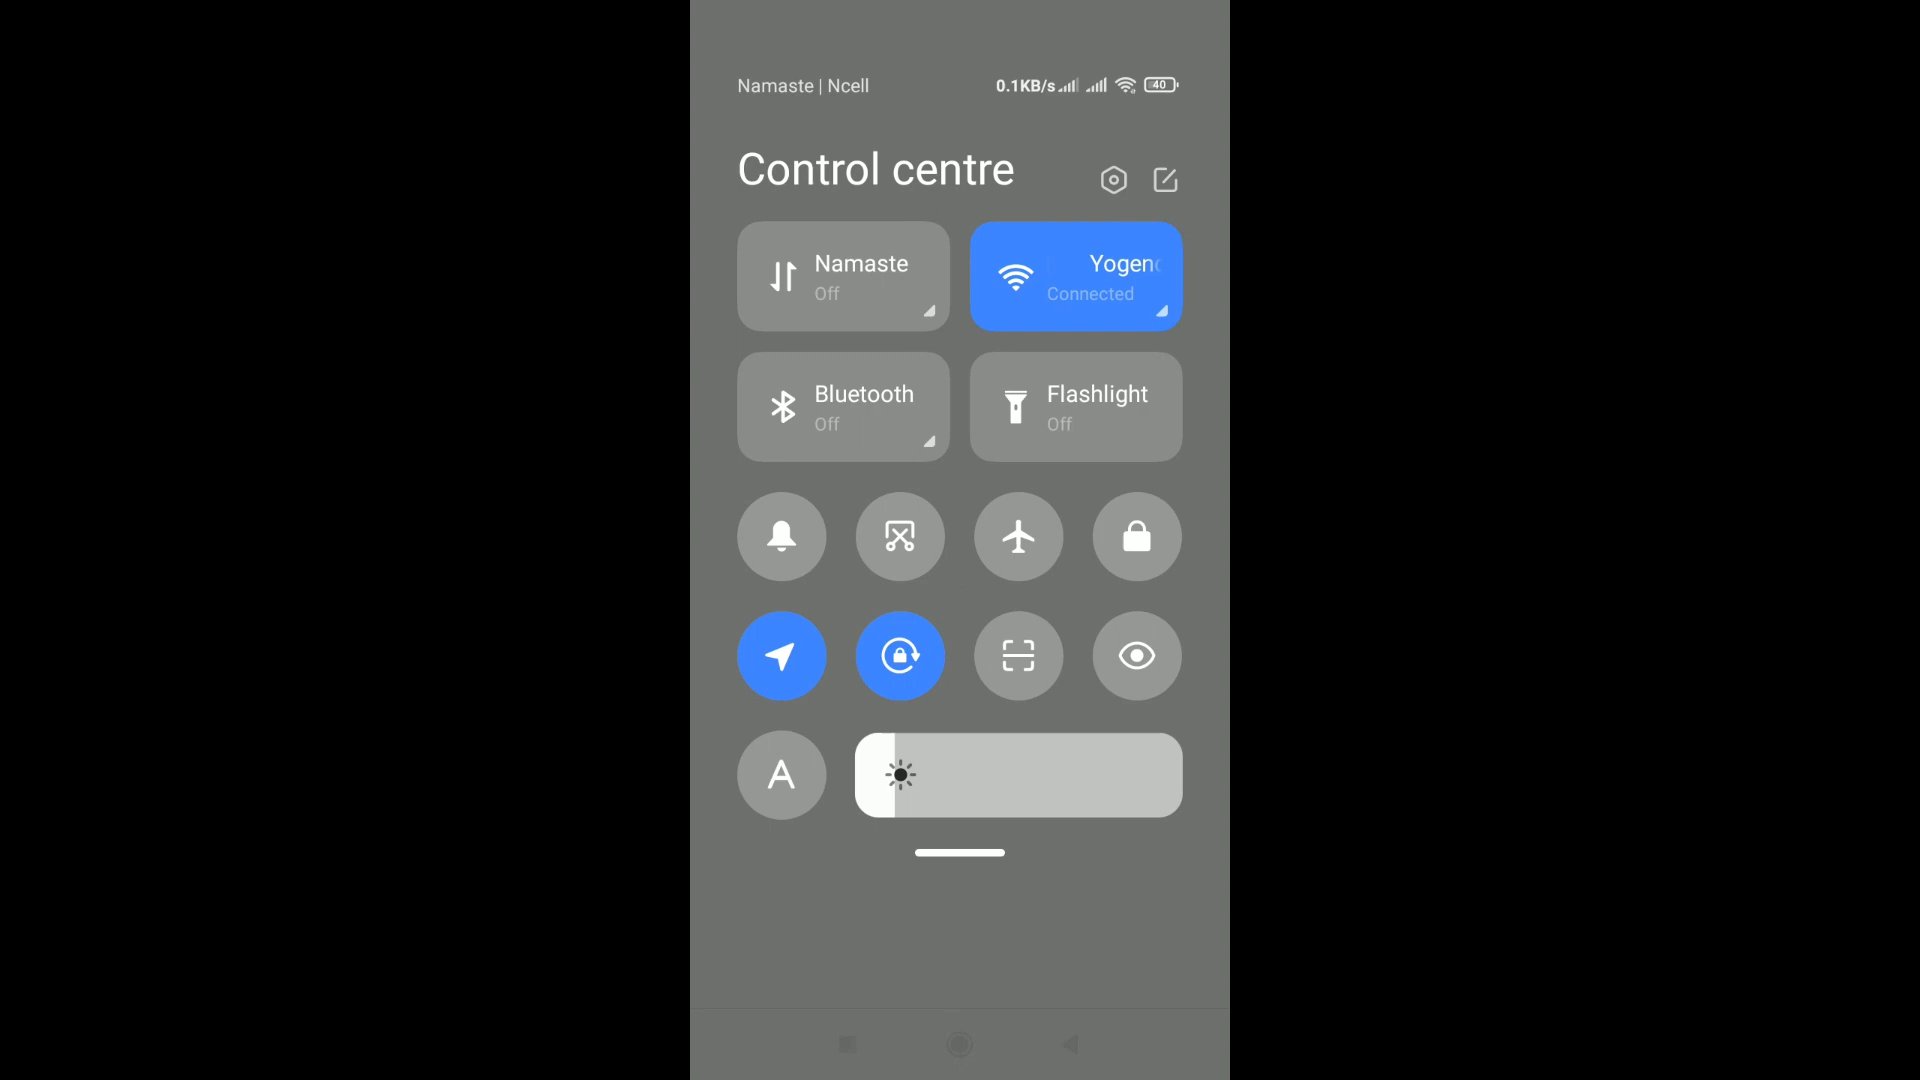 Namaste | Ncell
0.1KB/s
40
Control centre
Namaste
Off
Yogen
Connected
Bluetooth
Off
Flashlight
Off
A